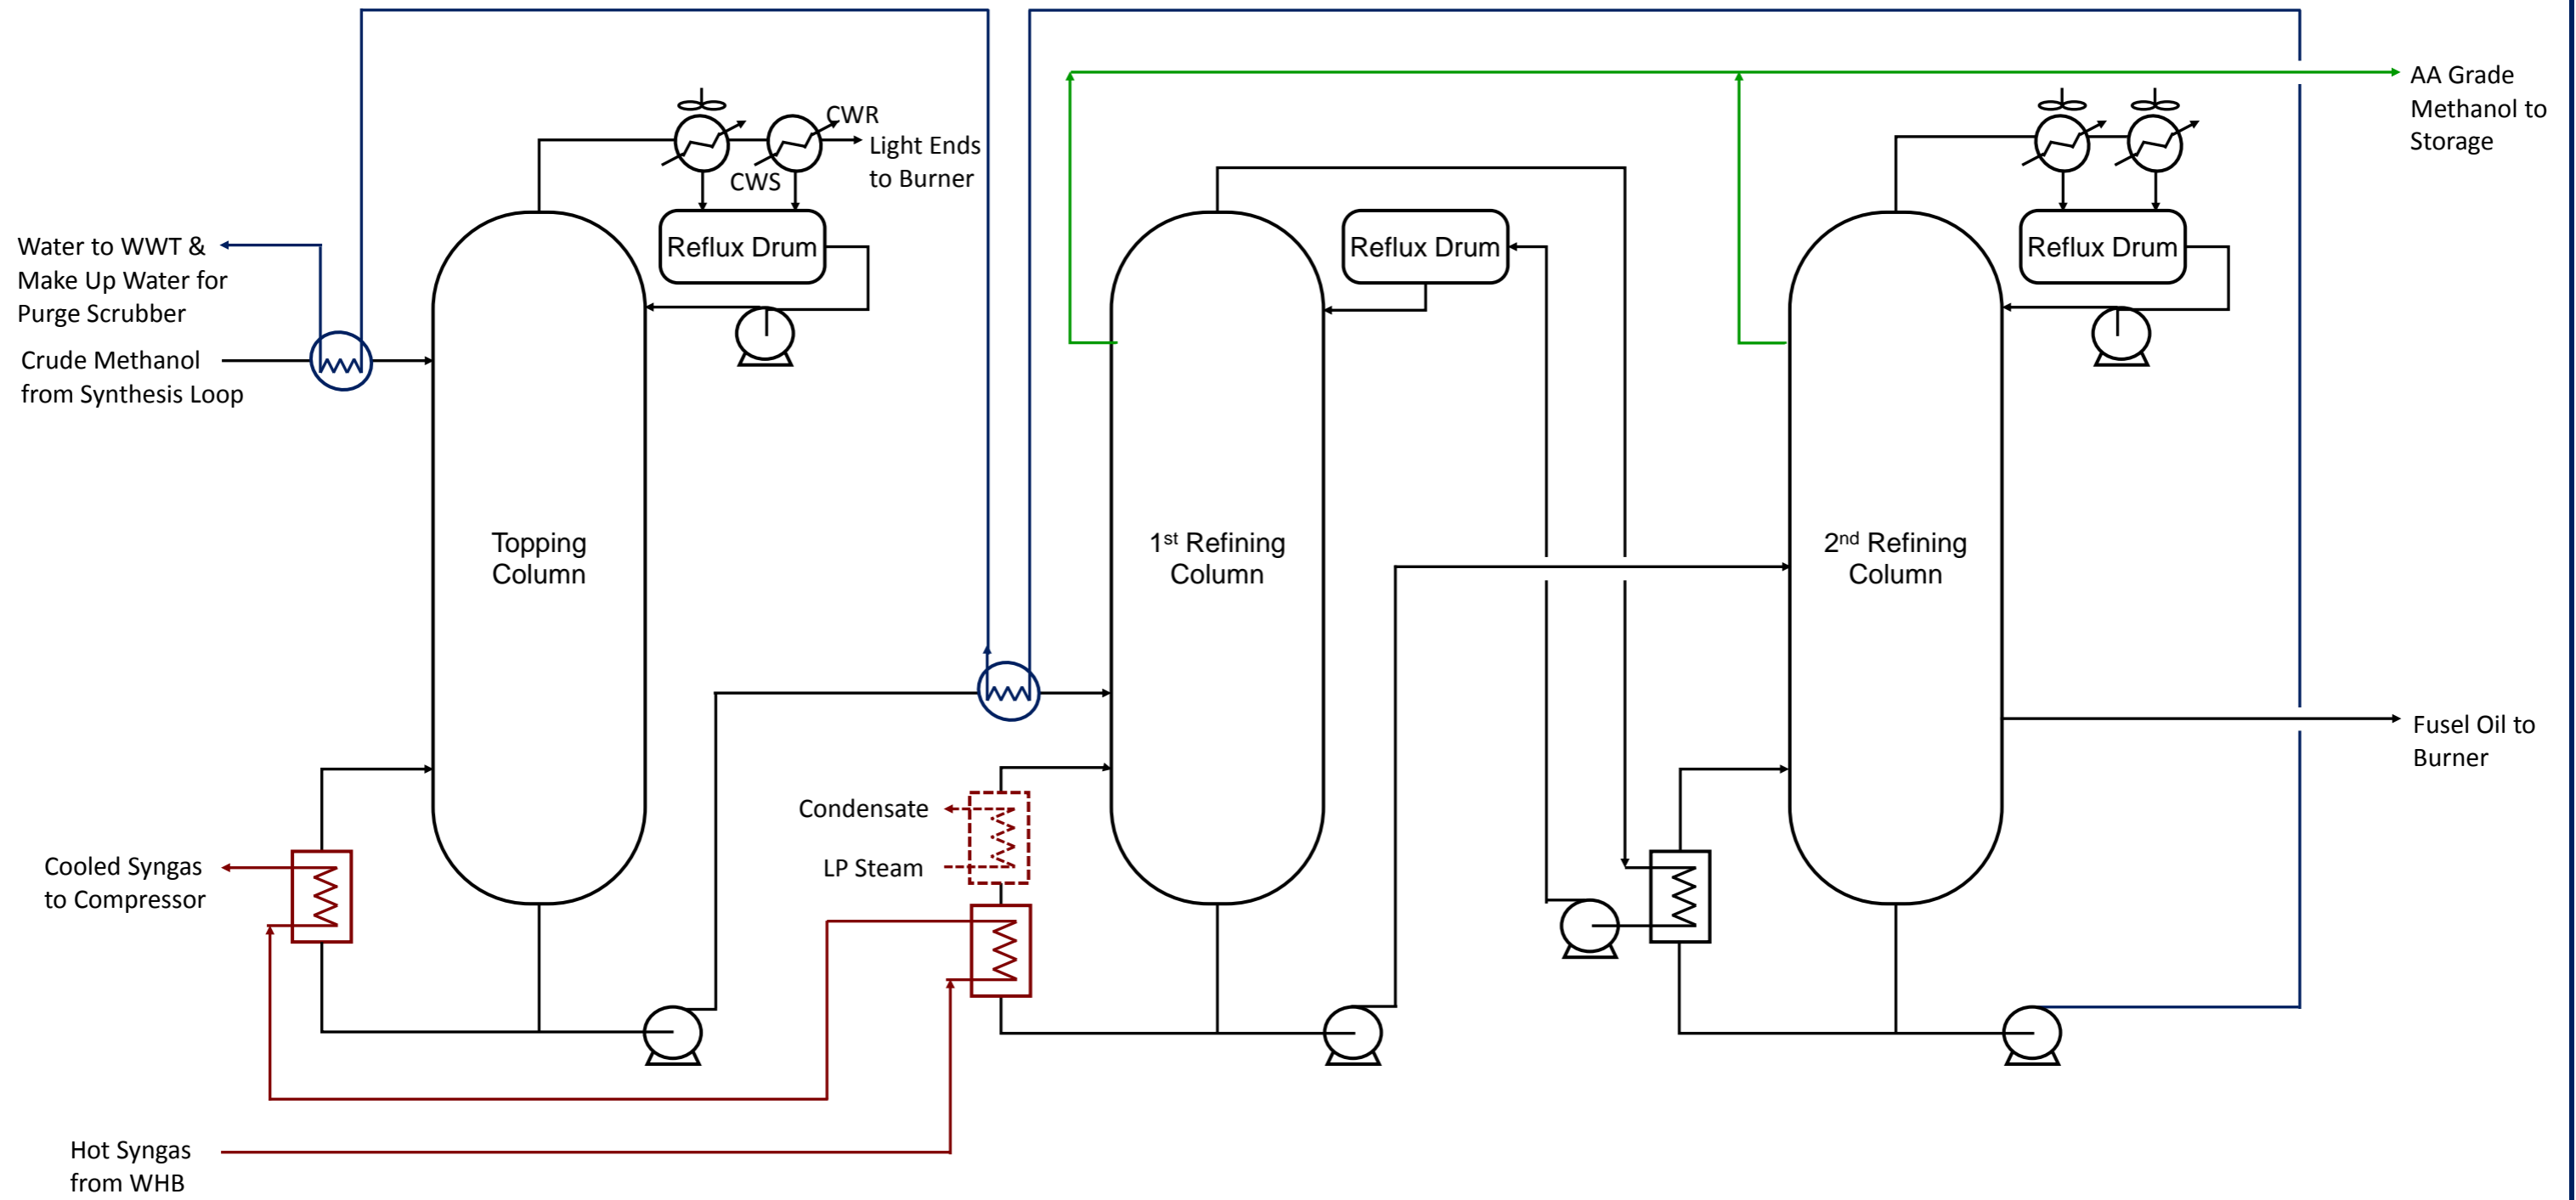 AA Grade
Methanol to
Storage
CWR
Light Ends
to Burner
CWS
Reflux Drum
Reflux Drum
Reflux Drum
Water to WWT &
Make Up Water for
Purge Scrubber
Crude Methanol
from Synthesis Loop
Topping
Column
1st Refining
Column
2nd Refining
Column
Fusel Oil to
Burner
Condensate
LP Steam
Cooled Syngas
to Compressor
Hot Syngas
from WHB